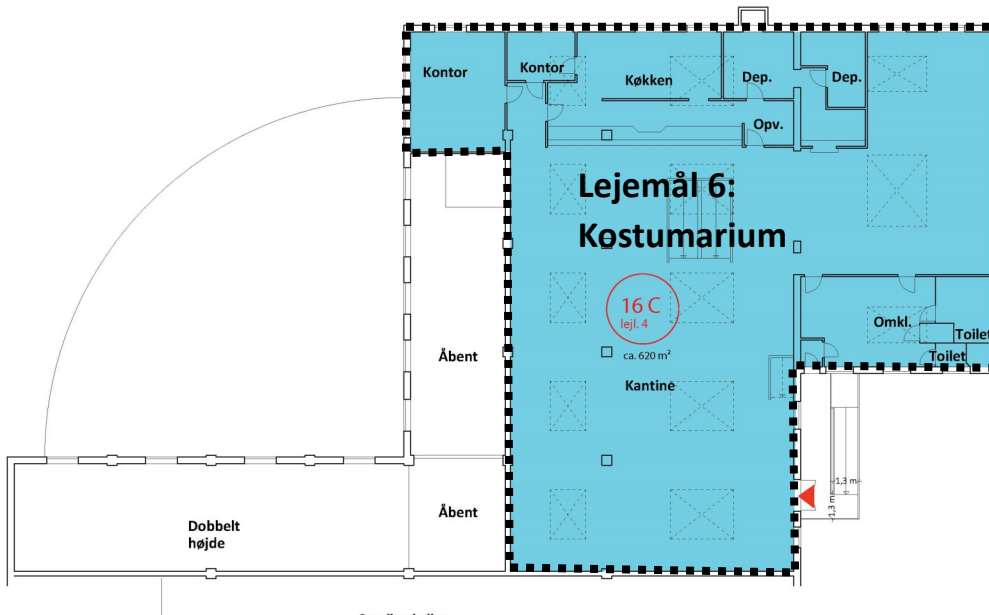 Kontor
Kontor
Køkken
Dep.
Dep.
Opv.
Lejemål 6:
Kostumarium
16 C
lejl. 4
ca. 620 m²
Kantine
Omkl.
Toilet
Toilet
Åbent
Åbent
Dobbelt
højde
1,3 m
1,3 m